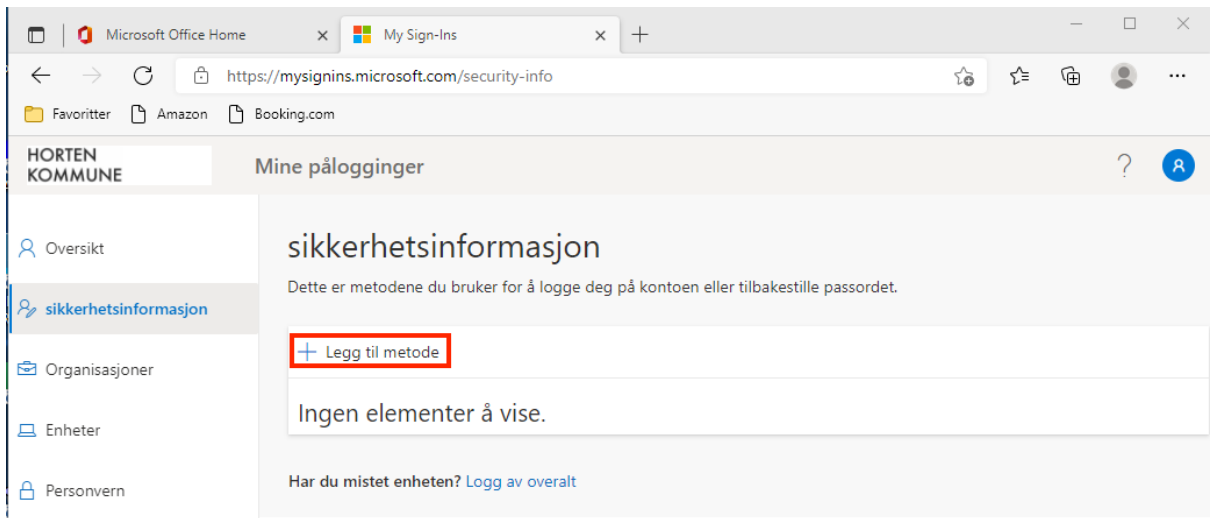 Microsoft Office Home
My Sign-Ins
https://mysignins.microsoft.com/security-info
Favoritter Amazon Booking.com
HORTEN
KOMMUNE
Mine pålogginger
?
Oversikt
sikkerhetsinformasjon
Organisasjoner
Enheter
Personvern
sikkerhetsinformasjon
Dette er metodene du bruker for å logge deg på kontoen eller tilbakestille passordet.
+ Legg til metode
Ingen elementer å vise.
Har du mistet enheten? Logg av overalt